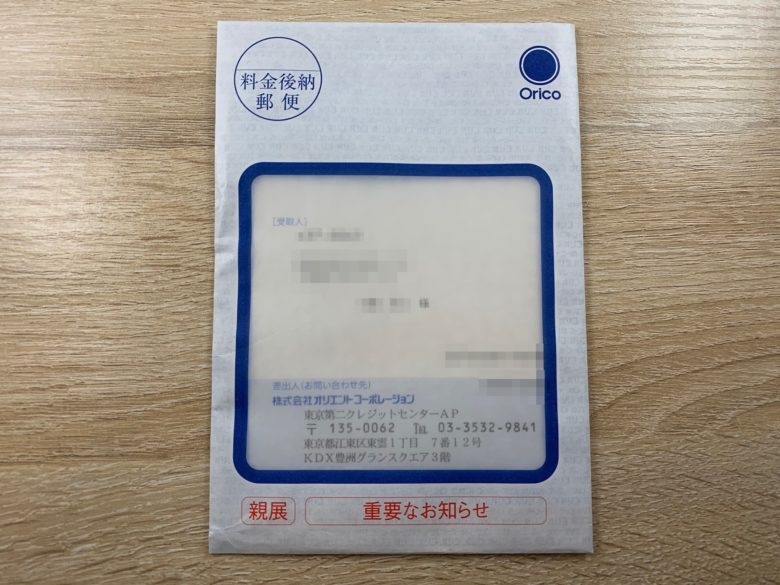 料金後納
郵便
Orico
［受取人］
様
差出人（お問い合わせ先）
株式会社オリエントコーポレーション
東京第二クレジットセンターＡＰ
〒 135-0062 ℡ 03-3532-9841
東京都江東区東雲１丁目　７番１２号
ＫＤＸ豊洲グランスクエア３階
親展
重要なお知らせ